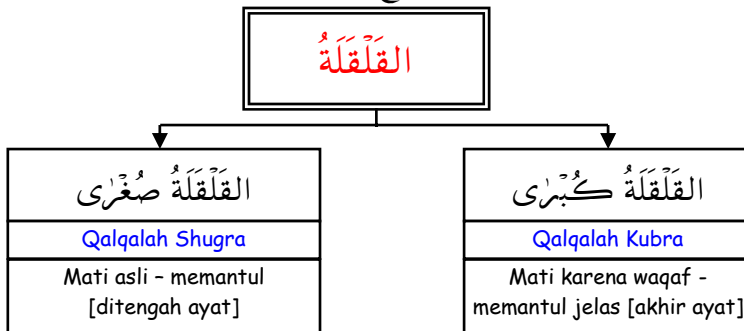 القَلْقَلَةُ
القَلْقَلَةُ صُغْرٰى
Qalqalah Shugra
Mati asli – memantul
[ditengah ayat]
القَلْقَلَةُ كُبْرٰى
Qalqalah Kubra
Mati karena waqaf -
memantul jelas [akhir ayat]